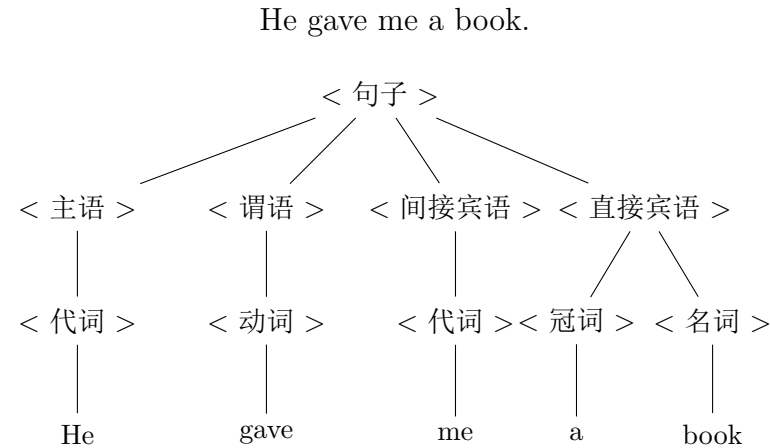 He gave me a book.
< 句子 >
< 主语 > < 谓语 > < 间接宾语 > < 直接宾语 >
< 代词 > < 动词 > < 代词 > < 冠词 > < 名词 >
He gave me a book